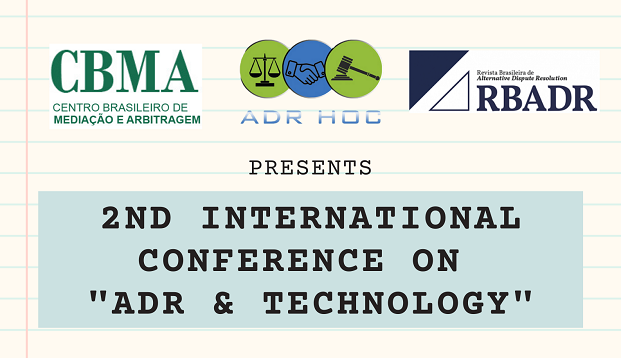 CBMA
CENTRO BRASILEIRO DE
MEDIAÇÃO E ARBITRAGEM
ADR HOC
Revista Brasileira de
Alternative Dispute Resolution
RBADR
PRESENTS
2ND INTERNATIONAL
CONFERENCE ON
"ADR & TECHNOLOGY"